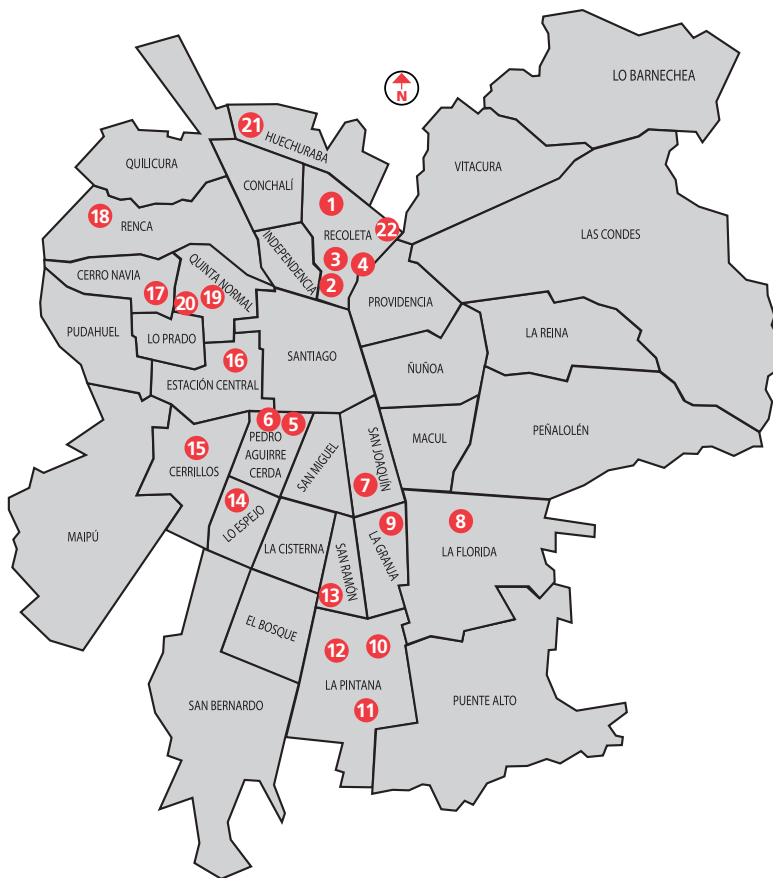 LO BARNECHEA
N
21
HUECHURABA
QUILICURA
VITACURA
CONCHALÍ
1
18
RENCA
22
RECOLETA
LAS CONDES
INDEPENDENCIA
3
4
CERRO NAVIA
QUINTA NORMAL
17
20
19
2
PROVIDENCIA
PUDAHUEL
LO PRADO
LA REINA
SANTIAGO
16
ÑUÑOA
ESTACIÓN CENTRAL
6
5
PEDRO
AGUIRRE
CERDA
SAN MIGUEL
SAN JOAQUÍN
MACUL
PEÑALOLÉN
15
CERRILLOS
7
14
LO ESPEJO
9
8
MAIPÚ
LA CISTERNA
SAN RAMÓN
LA GRANJA
LA FLORIDA
13
EL BOSQUE
12
10
LA PINTANA
11
SAN BERNARDO
PUENTE ALTO